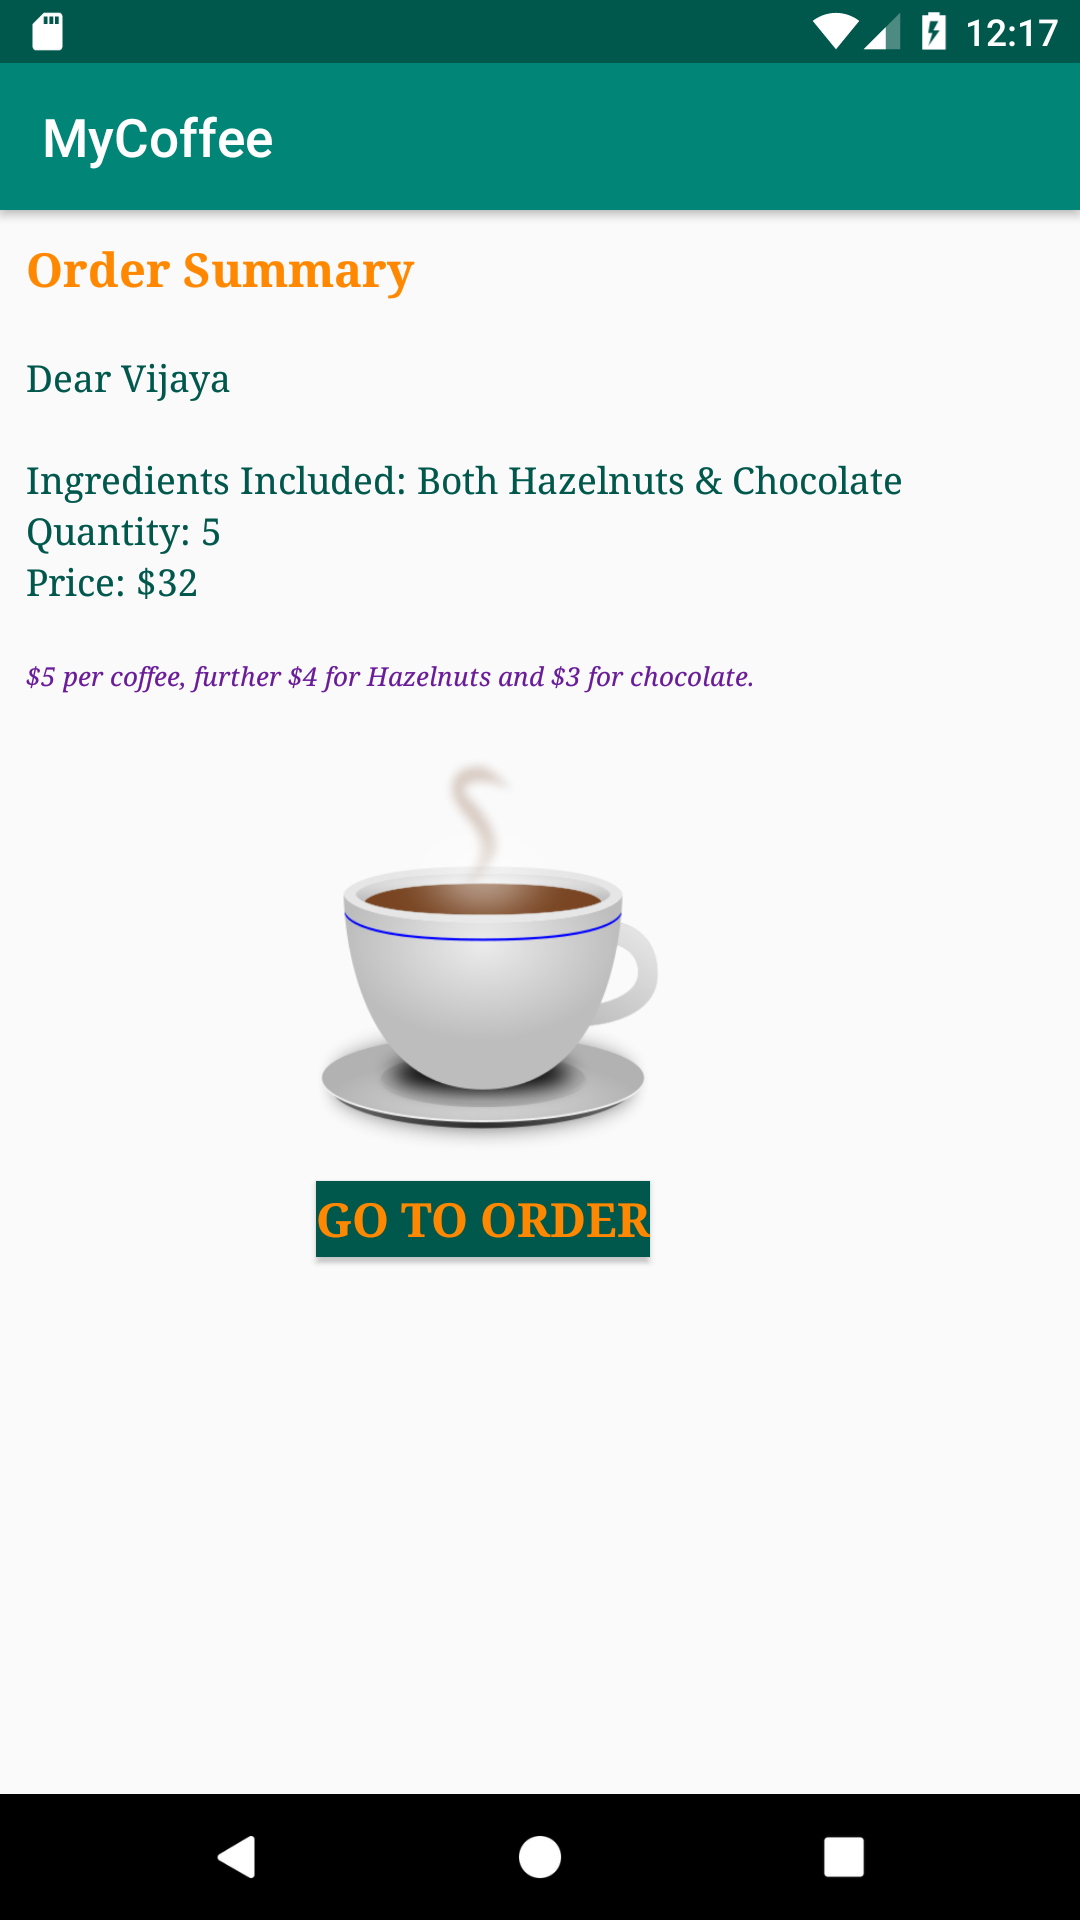 12:17
MyCoffee
Order Summary
Dear Vijaya
Ingredients Included: Both Hazelnuts & Chocolate
Quantity: 5
Price: $32
$5 per coffee, further $4 for Hazelnuts and $3 for chocolate.
GO TO ORDER